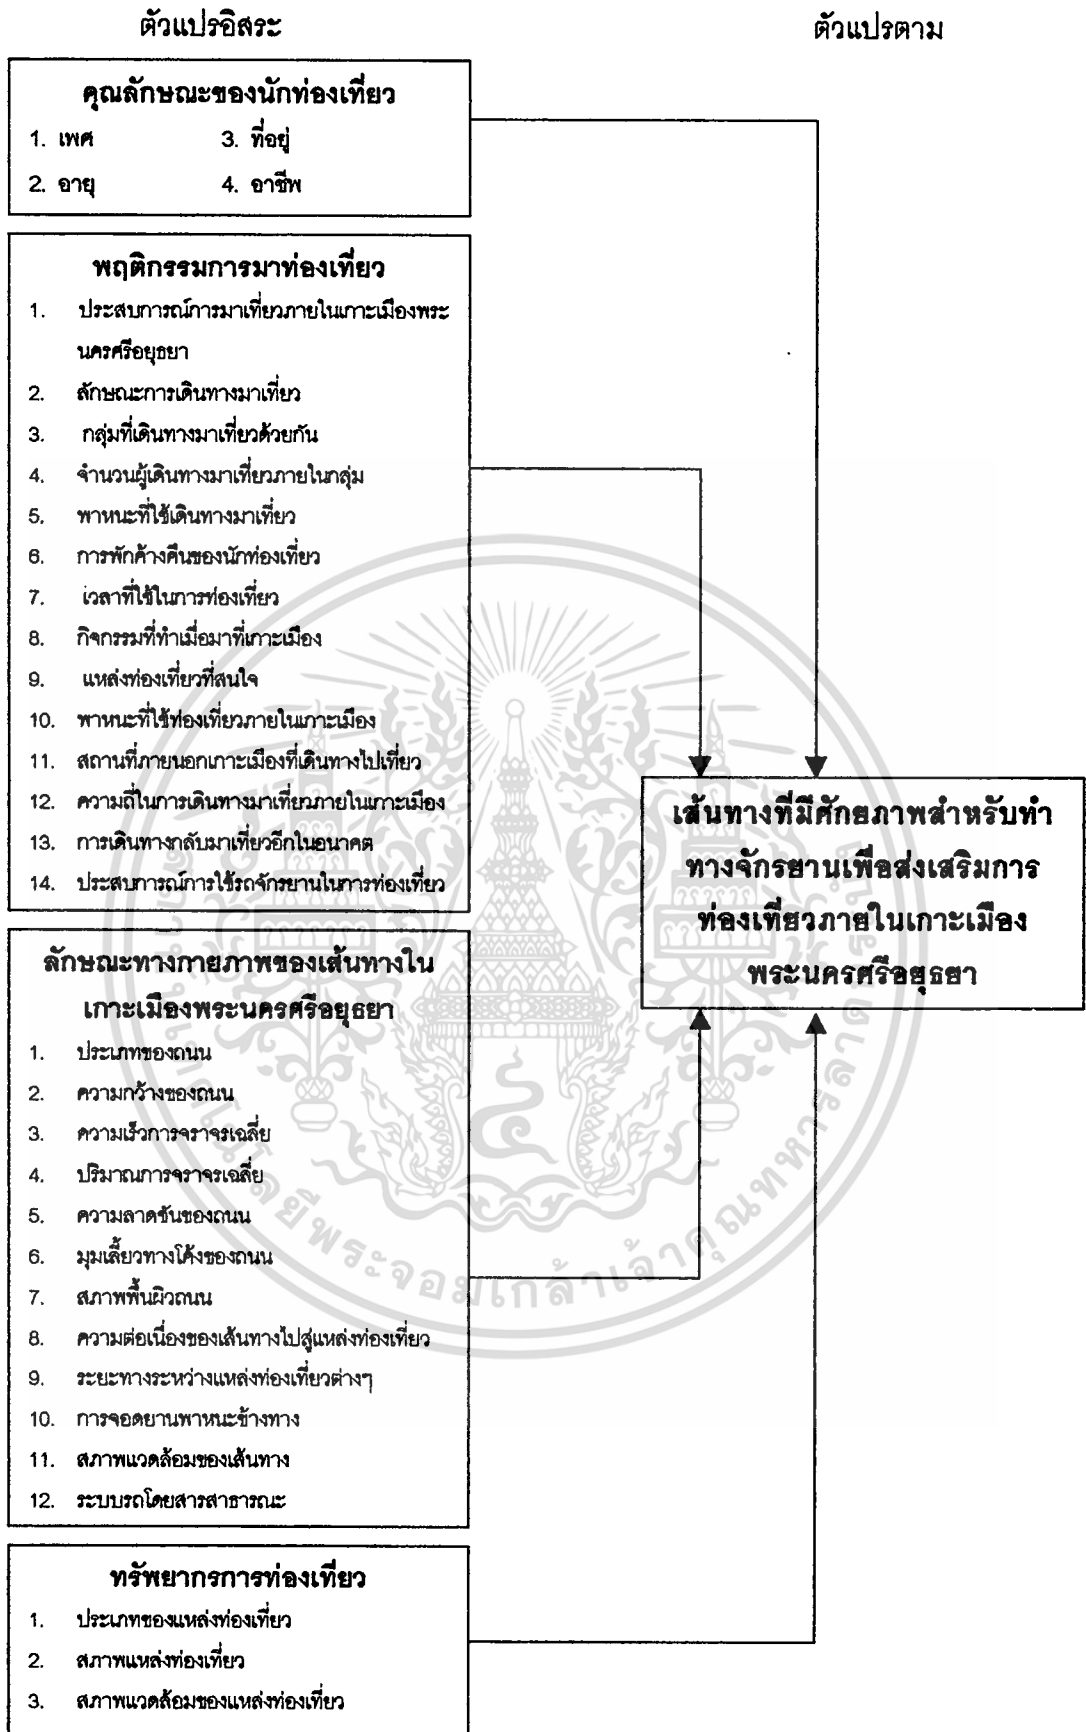 ตัวแปรอิสระ
ตัวแปรตาม
คุณลักษณะของนักท่องเที่ยว
1. เพศ 3. ที่อยู่
2. อายุ 4. อาชีพ
พฤติกรรมการมาท่องเที่ยว
1. ประสบการณ์การมาเที่ยวภายในเกาะเมืองพระ
นครศรีอยุธยา
2. ลักษณะการเดินทางมาเที่ยว
3. กลุ่มที่เดินทางมาเที่ยวด้วยกัน
4. จำนวนผู้เดินทางมาเที่ยวภายในกลุ่ม
5. พาหนะที่ใช้เดินทางมาเที่ยว
6. การพักค้างคืนของนักท่องเที่ยว
7. เวลาที่ใช้ในการท่องเที่ยว
8. กิจกรรมที่ทำเมื่อมาที่เกาะเมือง
9. แหล่งท่องเที่ยวที่สนใจ
10. พาหนะที่ใช้ท่องเที่ยวภายในเกาะเมือง
11. สถานที่ภายนอกเกาะเมืองที่เดินทางไปเที่ยว
12. ความถี่ในการเดินทางมาเที่ยวภายในเกาะเมือง
13. การเดินทางกลับมาเที่ยวอีกในอนาคต
14. ประสบการณ์การใช้รถจักรยานในการท่องเที่ยว
เส้นทางที่มีศักยภาพสำหรับทำ
ทางจักรยานเพื่อส่งเสริมการ
ท่องเที่ยวภายในเกาะเมือง
พระนครศรีอยุธยา
ลักษณะทางกายภาพของเส้นทางใน
เกาะเมืองพระนครศรีอยุธยา
1. ประเภทของถนน
2. ความกว้างของถนน
3. ความเร็วการจราจรเฉลี่ย
4. ปริมาณการจราจรเฉลี่ย
5. ความลาดชันของถนน
6. มุมเลี้ยวทางโค้งของถนน
7. สภาพพื้นผิวถนน
8. ความต่อเนื่องของเส้นทางไปสู่แหล่งท่องเที่ยว
9. ระยะทางระหว่างแหล่งท่องเที่ยวต่างๆ
10. การจอดยานพาหนะข้างทาง
11. สภาพแวดล้อมของเส้นทาง
12. ระบบรถโดยสารสาธารณะ
ทรัพยากรการท่องเที่ยว
1. ประเภทของแหล่งท่องเที่ยว
2. สภาพแหล่งท่องเที่ยว
3. สภาพแวดล้อมของแหล่งท่องเที่ยว